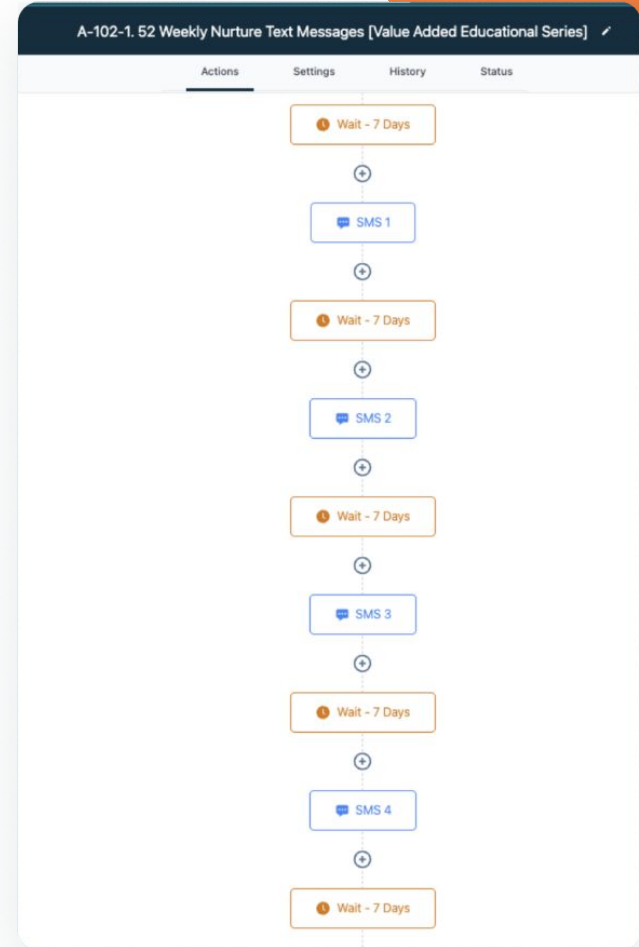 A-102-1. 52 Weekly Nurture Text Messages [Value Added Educational Series]
Actions Settings History Status
Wait - 7 Days
SMS 1
Wait - 7 Days
SMS 2
Wait - 7 Days
SMS 3
Wait - 7 Days
SMS 4
Wait - 7 Days